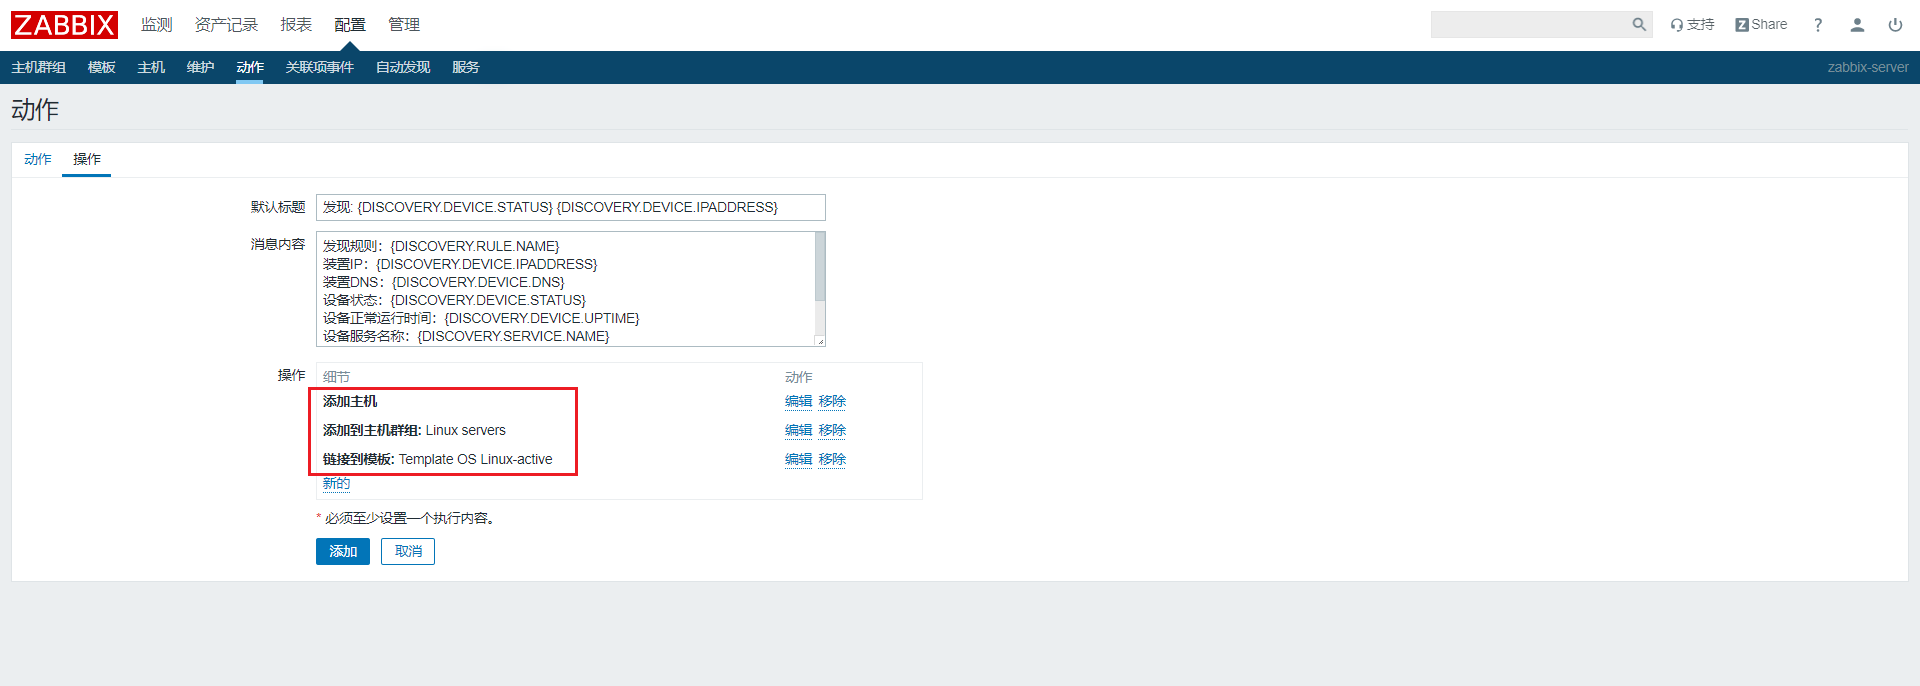 ZABBIX 监测 资产记录 报表 配置 管理 支持 Z Share ?
主机群组 模板 主机 维护 动作 关联项事件 自动发现 服务 zabbix-server
动作
动作 操作
默认标题 发现: {DISCOVERY.DEVICE.STATUS} {DISCOVERY.DEVICE.IPADDRESS}
消息内容 发现规则：{DISCOVERY.RULE.NAME}
装置IP：{DISCOVERY.DEVICE.IPADDRESS}
装置DNS：{DISCOVERY.DEVICE.DNS}
设备状态：{DISCOVERY.DEVICE.STATUS}
设备正常运行时间：{DISCOVERY.DEVICE.UPTIME}
设备服务名称：{DISCOVERY.SERVICE.NAME}
操作 细节 动作
添加主机 编辑 移除
添加到主机群组: Linux servers 编辑 移除
链接到模板: Template OS Linux-active 编辑 移除
新的
* 必须至少设置一个执行内容。
添加 取消